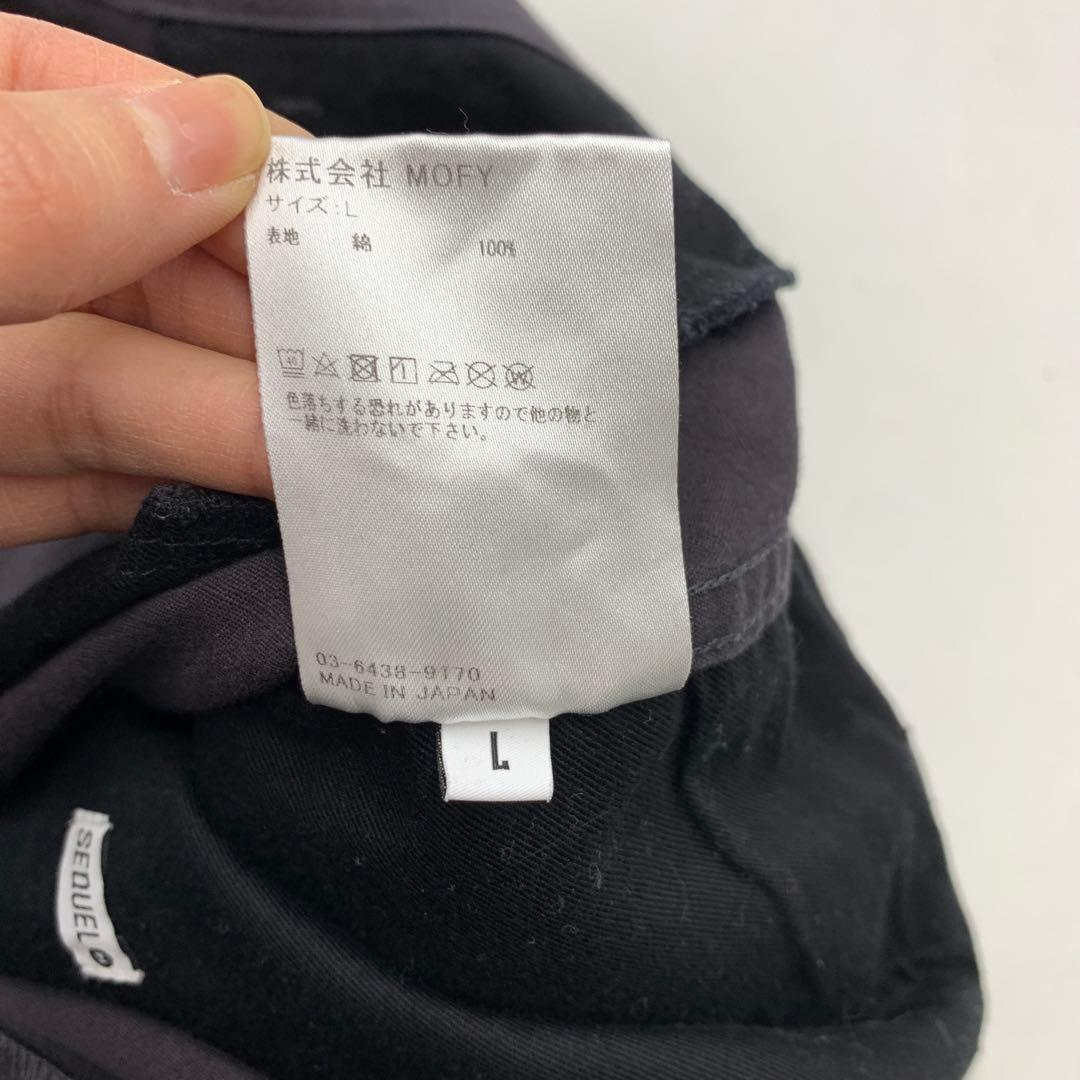 株式会社 MOFY
サイズ:L
表地 綿 100%
40
W
色落ちする恐れがありますので他の物と
一緒に洗わないで下さい。
03-6438-9170
MADE IN JAPAN
L
SEQUEL